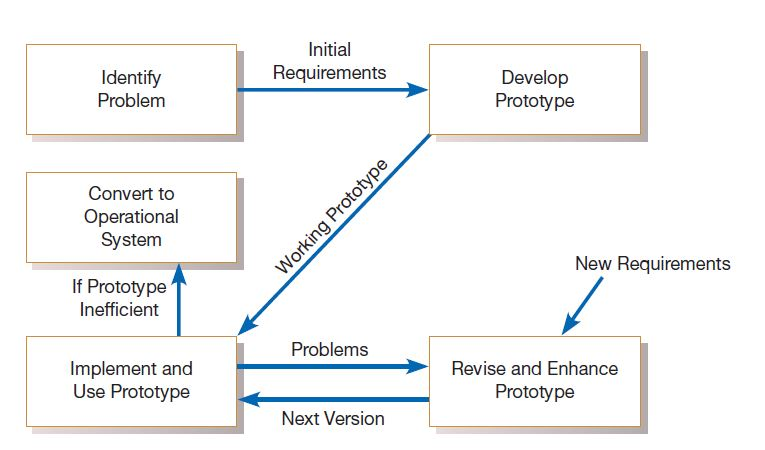 Identify
Problem
Initial
Requirements
Develop
Prototype
Convert to
Operational
System
Working Prototype
New Requirements
If Prototype
Inefficient
Implement and
Use Prototype
Problems
Next Version
Revise and Enhance
Prototype